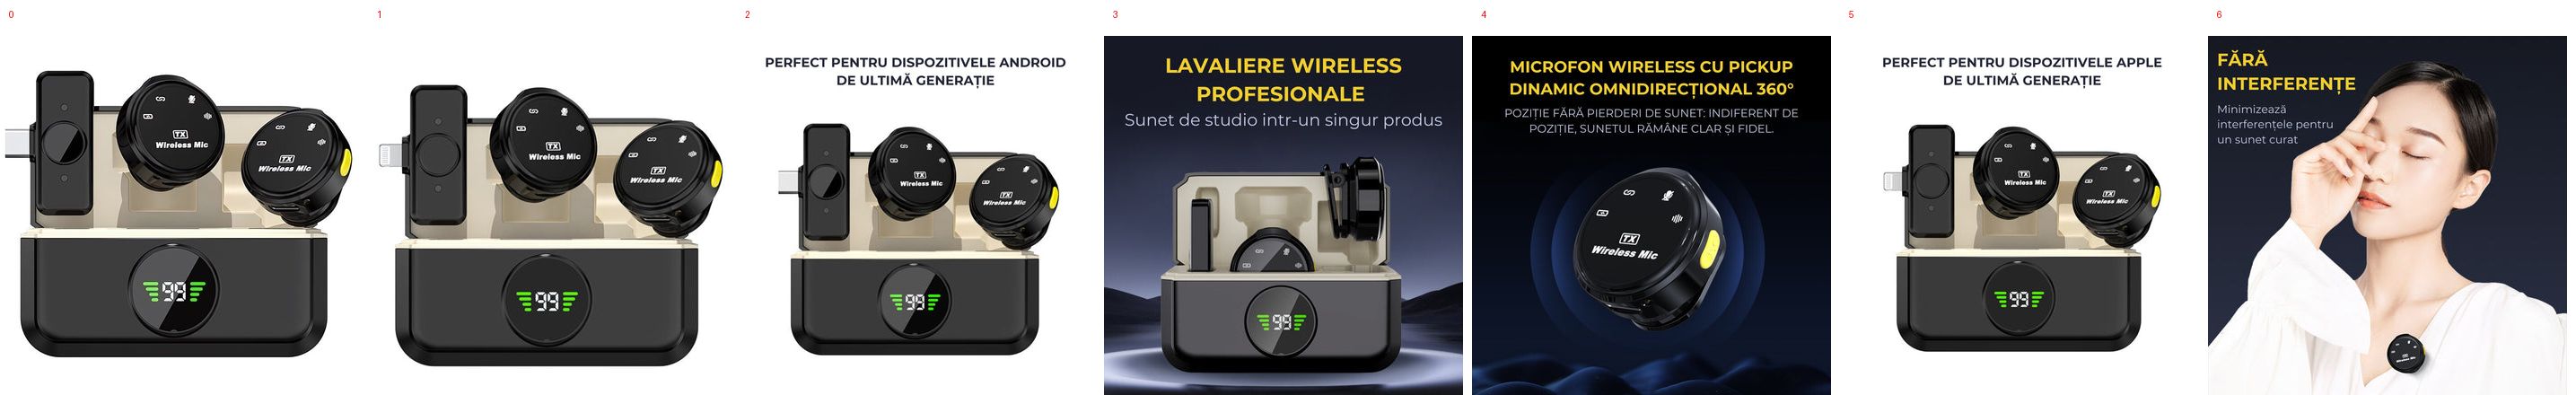 0
1
2
3
4
5
6
TX
Wireless Mic
TX
Wireless Mic
99
TX
Wireless Mic
TX
Wireless Mic
99
PERFECT PENTRU DISPOZITIVELE ANDROID
DE ULTIMĂ GENERAȚIE
TX
Wireless Mic
TX
Wireless Mic
99
LAVALIERE WIRELESS
PROFESIONALE
Sunet de studio intr-un singur produs
99
MICROFON WIRELESS CU PICKUP
DINAMIC OMNIDIRECȚIONAL 360°
POZIȚIE FĂRĂ PIERDERI DE SUNET: INDIFERENT DE
POZIȚIE, SUNETUL RĂMÂNE CLAR ȘI FIDEL.
TX
Wireless Mic
PERFECT PENTRU DISPOZITIVELE APPLE
DE ULTIMĂ GENERAȚIE
TX
Wireless Mic
TX
Wireless Mic
99
FĂRĂ
INTERFERENȚE
Minimizează
interferențele pentru
un sunet curat
Wireless Mic